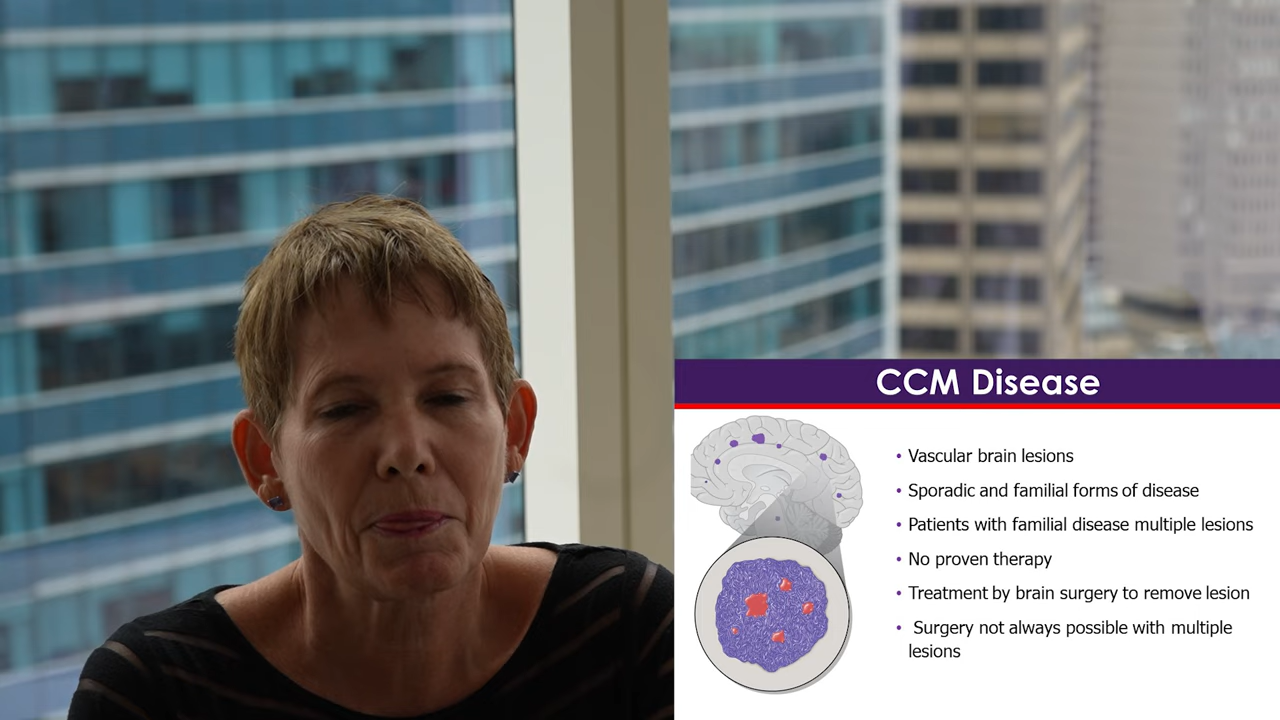 CCM Disease
• Vascular brain lesions
• Sporadic and familial forms of disease
• Patients with familial disease multiple lesions
• No proven therapy
• Treatment by brain surgery to remove lesion
• Surgery not always possible with multiple
lesions